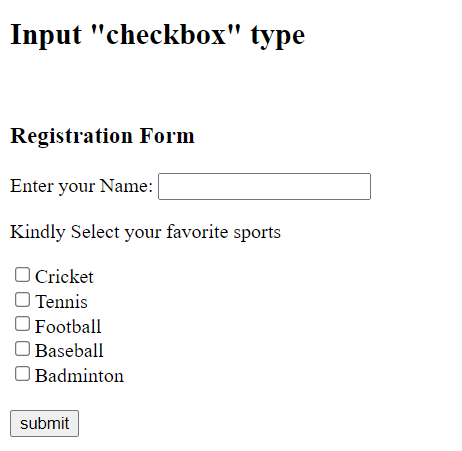 Input "checkbox" type
Registration Form
Enter your Name:
Kindly Select your favorite sports
Cricket
Tennis
Football
Baseball
Badminton
submit